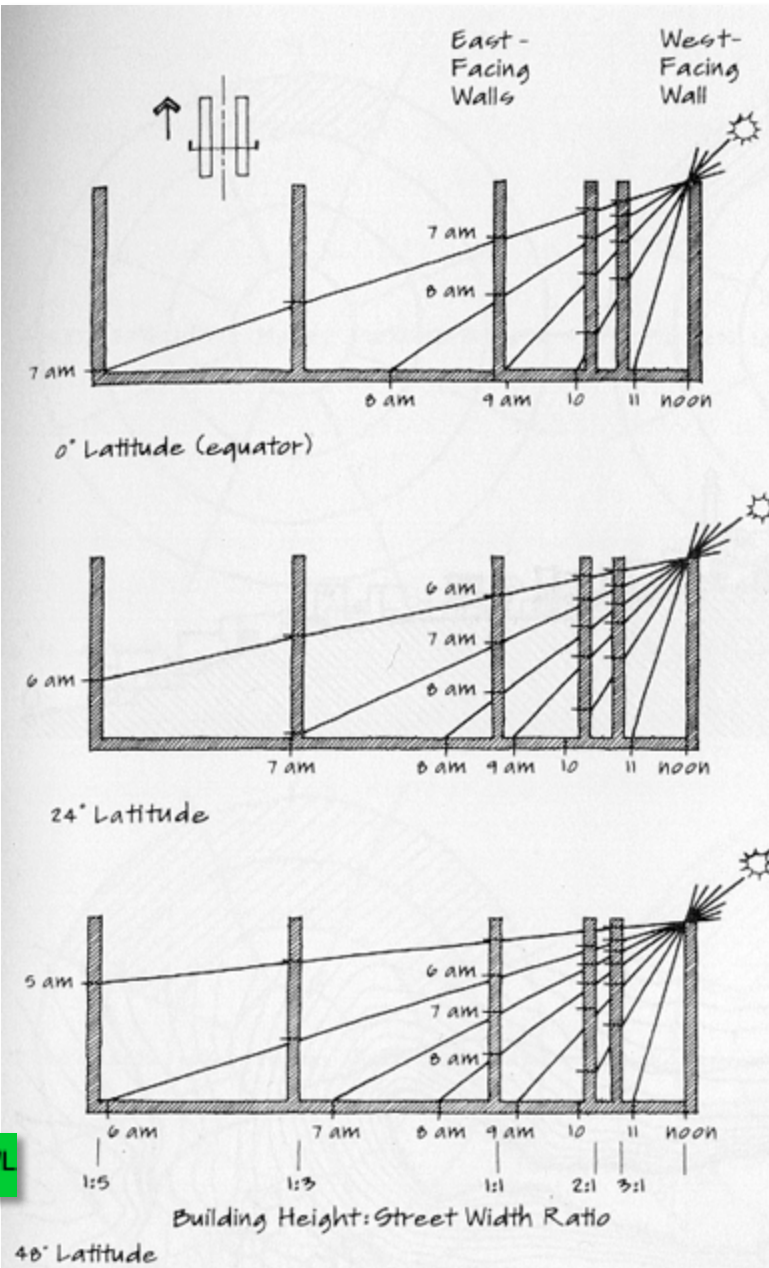 East-
Facing
Walls
West-
Facing
Wall
7 am
8 am
7 am
8 am
9 am
10
11
noon
0° Latitude (equator)
6 am
7 am
8 am
6 am
7 am
8 am
9 am
10
11
noon
24° Latitude
5 am
6 am
7 am
8 am
6 am
7 am
8 am
9 am
10
11
noon
1:5
1:3
1:1
2:1
3:1
Building Height: Street Width Ratio
48° Latitude